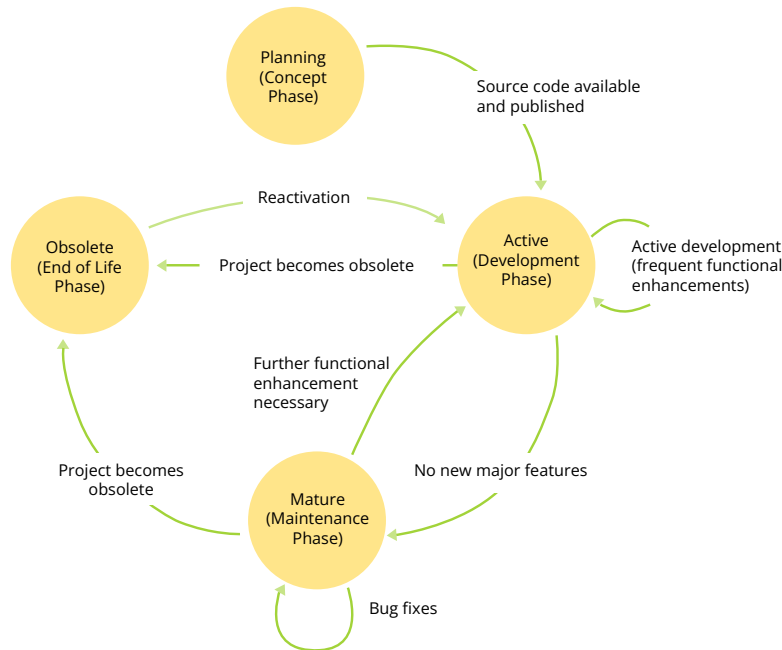 Planning
(Concept
Phase)
Source code available
and published
Reactivation
Obsolete
(End of Life
Phase)
Project becomes obsolete
Active
(Development
Phase)
Active development
(frequent functional
enhancements)
Further functional
enhancement
necessary
Project becomes
obsolete
No new major features
Mature
(Maintenance
Phase)
Bug fixes